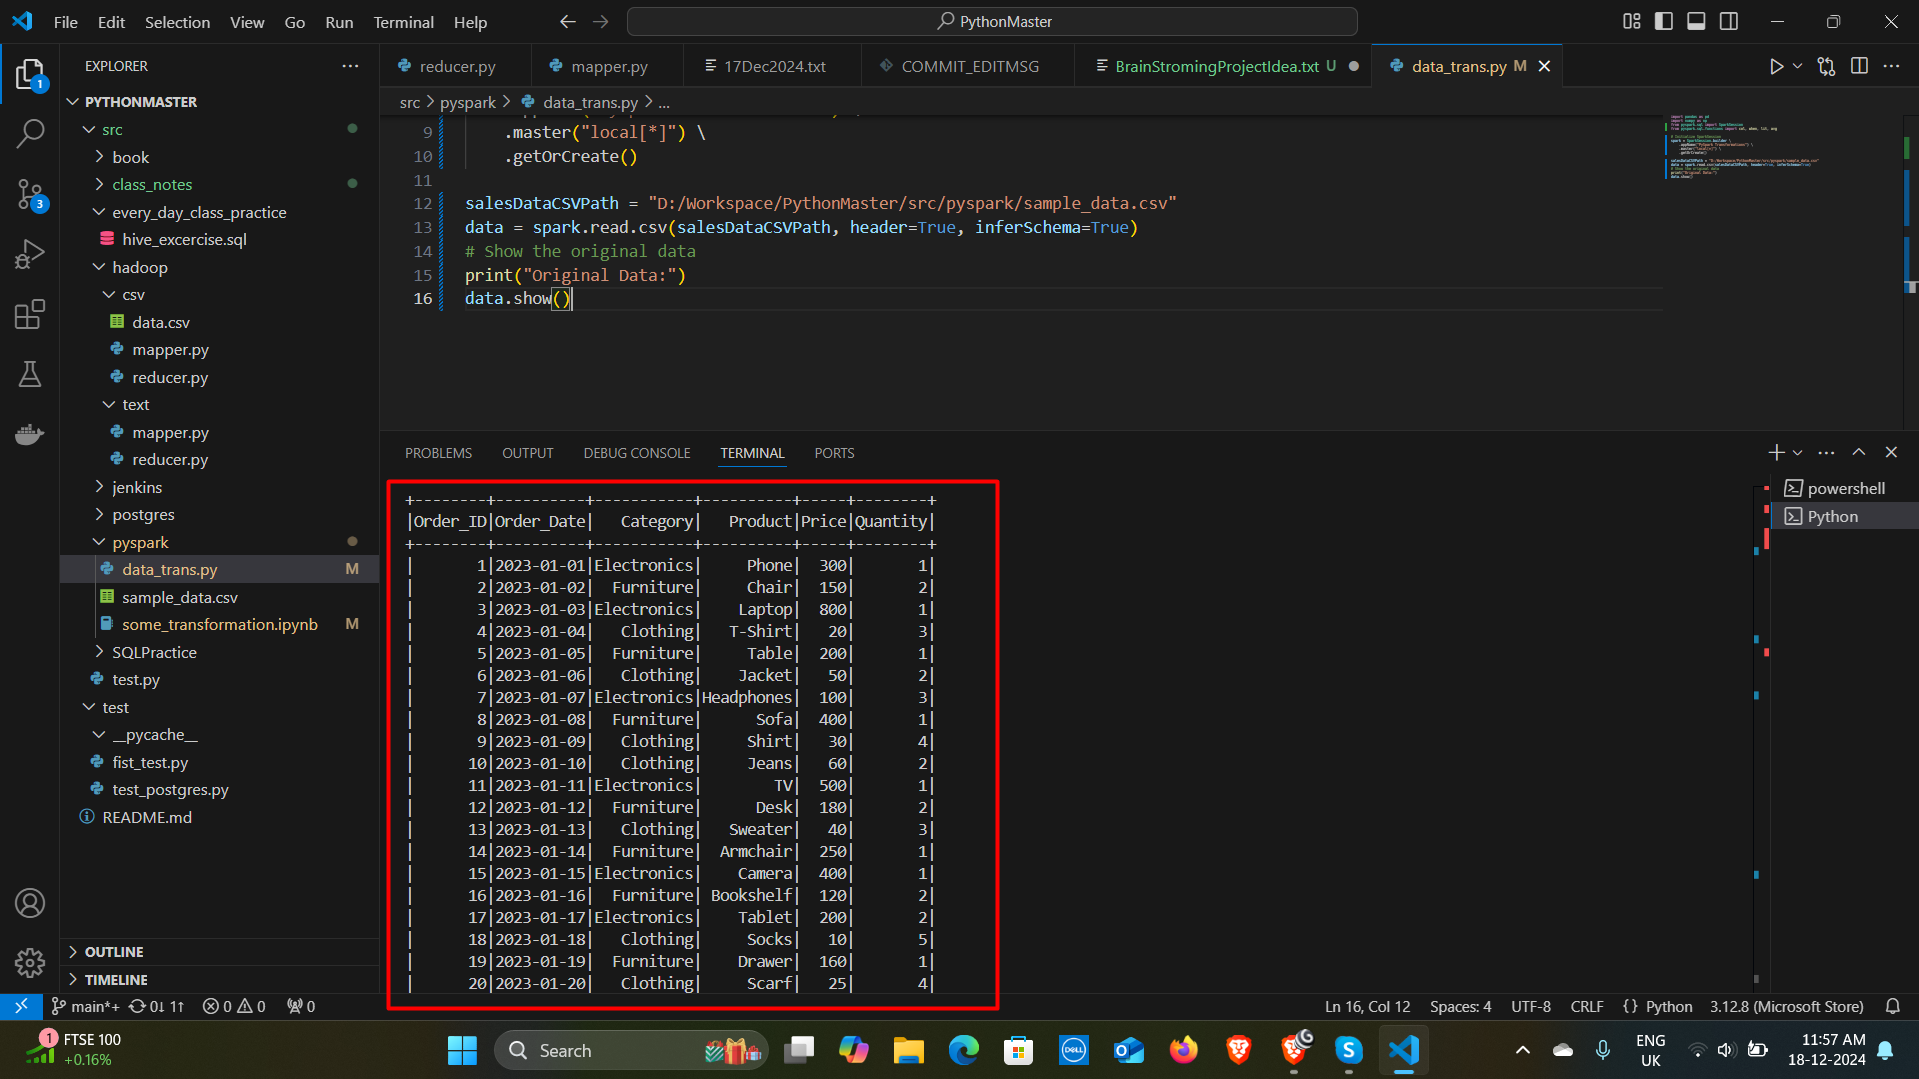 File Edit Selection View Go Run Terminal Help
PythonMaster
EXPLORER
PYTHONMASTER
src
book
class_notes
every_day_class_practice
hive_excercise.sql
hadoop
csv
data.csv
mapper.py
reducer.py
text
mapper.py
reducer.py
jenkins
postgres
pyspark
data_trans.py M
sample_data.csv
some_transformation.ipynb M
SQLPractice
test.py
test
__pycache__
fist_test.py
test_postgres.py
README.md
OUTLINE
TIMELINE
1
3
reducer.py mapper.py 17Dec2024.txt COMMIT_EDITMSG BrainStromingProjectIdea.txt U data_trans.py M
src > pyspark > data_trans.py > ...
9 .master("local[*]") \
10 .getOrCreate()
11
12 salesDataCSVPath = "D:/Workspace/PythonMaster/src/pyspark/sample_data.csv"
13 data = spark.read.csv(salesDataCSVPath, header=True, inferSchema=True)
14 # Show the original data
15 print("Original Data:")
16 data.show()
PROBLEMS OUTPUT DEBUG CONSOLE TERMINAL PORTS
powershell
Python
+--------+----------+-----------+----------+-----+--------+
|Order_ID|Order_Date|   Category|   Product|Price|Quantity|
+--------+----------+-----------+----------+-----+--------+
|       1|2023-01-01|Electronics|     Phone|  300|       1|
|       2|2023-01-02|  Furniture|     Chair|  150|       2|
|       3|2023-01-03|Electronics|    Laptop|  800|       1|
|       4|2023-01-04|   Clothing|   T-Shirt|   20|       3|
|       5|2023-01-05|  Furniture|     Table|  200|       1|
|       6|2023-01-06|   Clothing|    Jacket|   50|       2|
|       7|2023-01-07|Electronics|Headphones|  100|       3|
|       8|2023-01-08|  Furniture|      Sofa|  400|       1|
|       9|2023-01-09|   Clothing|     Shirt|   30|       4|
|      10|2023-01-10|   Clothing|     Jeans|   60|       2|
|      11|2023-01-11|Electronics|        TV|  500|       1|
|      12|2023-01-12|  Furniture|      Desk|  180|       2|
|      13|2023-01-13|   Clothing|   Sweater|   40|       3|
|      14|2023-01-14|  Furniture|  Armchair|  250|       1|
|      15|2023-01-15|Electronics|    Camera|  400|       1|
|      16|2023-01-16|  Furniture| Bookshelf|  120|       2|
|      17|2023-01-17|Electronics|    Tablet|  200|       2|
|      18|2023-01-18|   Clothing|     Socks|   10|       5|
|      19|2023-01-19|  Furniture|    Drawer|  160|       1|
|      20|2023-01-20|   Clothing|     Scarf|   25|       4|
main*+ 0↓ 1↑ 0 0 0 Ln 16, Col 12 Spaces: 4 UTF-8 CRLF {} Python 3.12.8 (Microsoft Store)
1 FTSE 100
+0.16%
Search
DELL
ENG
UK
11:57 AM
18-12-2024